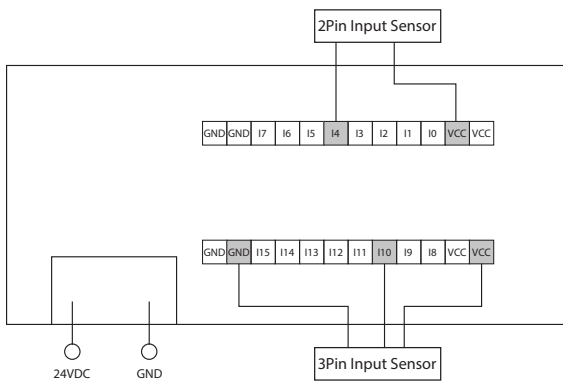 2Pin Input Sensor
GND GND I7 I6 I5 I4 I3 I2 I1 I0 VCC VCC
GND GND I15 I14 I13 I12 I11 I10 I9 I8 VCC VCC
24VDC GND
3Pin Input Sensor